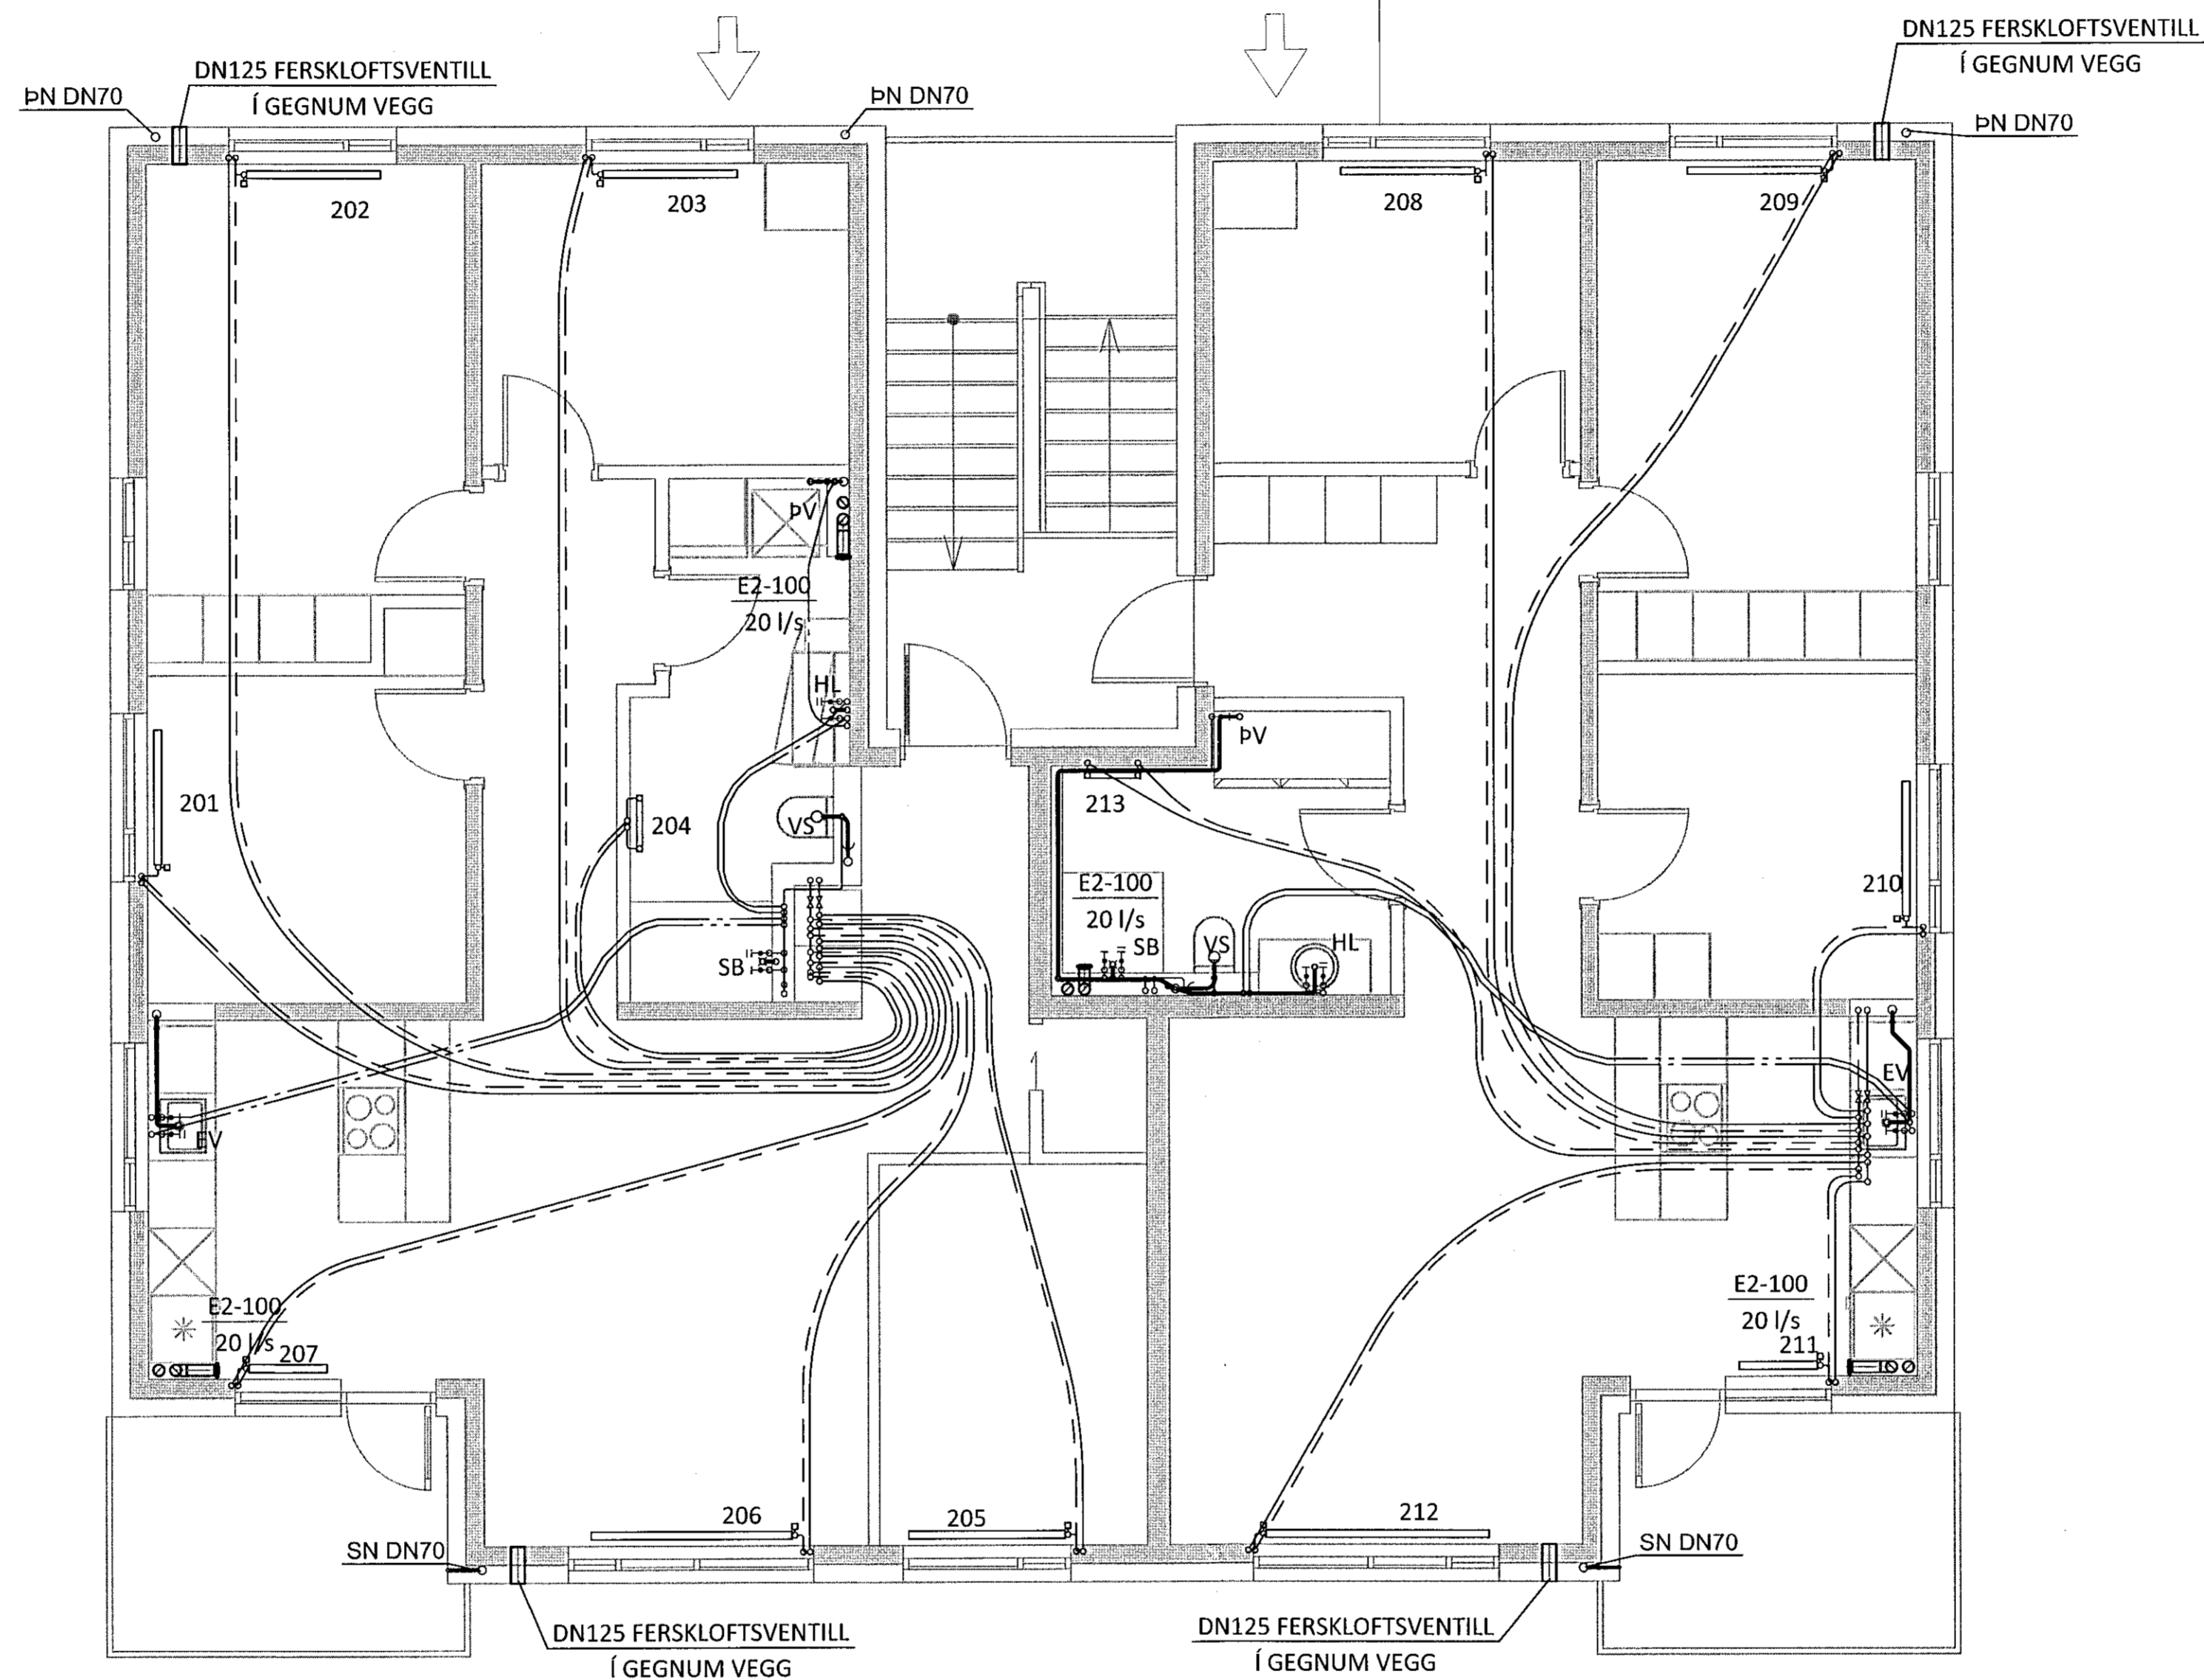 DN125 FERSKLOFTSVENTILL
Í GEGNUM VEGG
DN125 FERSKLOFTSVENTILL
Í GEGNUM VEGG
ÞN DN70
ÞN DN70
ÞN DN70
202
203
208
209
ÞV
E2-100
20 l/s
HL
ÞV
201
204
VS
213
E2-100
20 l/s
SB
VS
HL
210
SB
EV
EV
E2-100
20 l/s
207
E2-100
20 l/s
211
206
205
212
SN DN70
SN DN70
DN125 FERSKLOFTSVENTILL
Í GEGNUM VEGG
DN125 FERSKLOFTSVENTILL
Í GEGNUM VEGG